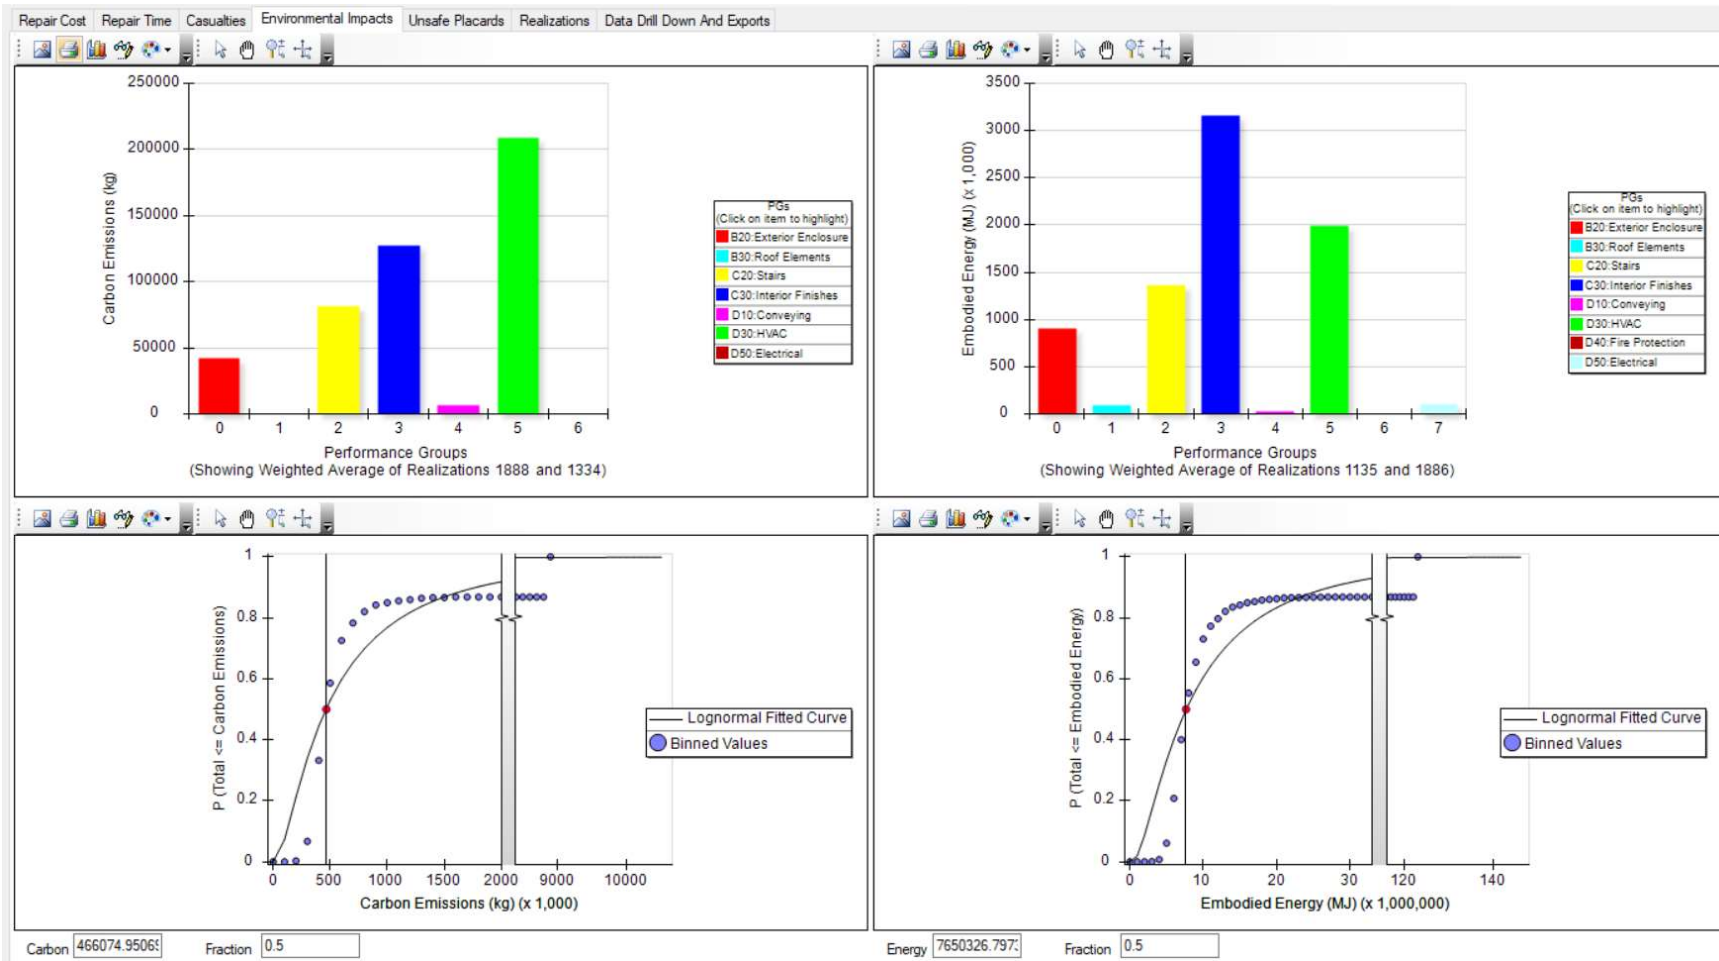 Repair Cost Repair Time Casualties Environmental Impacts Unsafe Placards Realizations Data Drill Down And Exports
250000
200000
150000
100000
50000
0
Carbon Emissions (kg)
0 1 2 3 4 5 6
Performance Groups
(Showing Weighted Average of Realizations 1888 and 1334)
PGs
(Click on item to highlight)
B20:Exterior Enclosure
B30:Roof Elements
C20:Stairs
C30:Interior Finishes
D10:Conveying
D30:HVAC
D50:Electrical
3500
3000
2500
2000
1500
1000
500
0
Embodied Energy (MJ) (x 1,000)
0 1 2 3 4 5 6 7
Performance Groups
(Showing Weighted Average of Realizations 1135 and 1886)
PGs
(Click on item to highlight)
B20:Exterior Enclosure
B30:Roof Elements
C20:Stairs
C30:Interior Finishes
D10:Conveying
D30:HVAC
D40:Fire Protection
D50:Electrical
1
0.8
0.6
0.4
0.2
0
P (Total <= Carbon Emissions)
0 500 1000 1500 2000 9000 10000
Carbon Emissions (kg) (x 1,000)
Lognormal Fitted Curve
Binned Values
Carbon 466074.9506 Fraction 0.5
1
0.8
0.6
0.4
0.2
0
P (Total <= Embodied Energy)
0 10 20 30 120 140
Embodied Energy (MJ) (x 1,000,000)
Lognormal Fitted Curve
Binned Values
Energy 7650326.797 Fraction 0.5